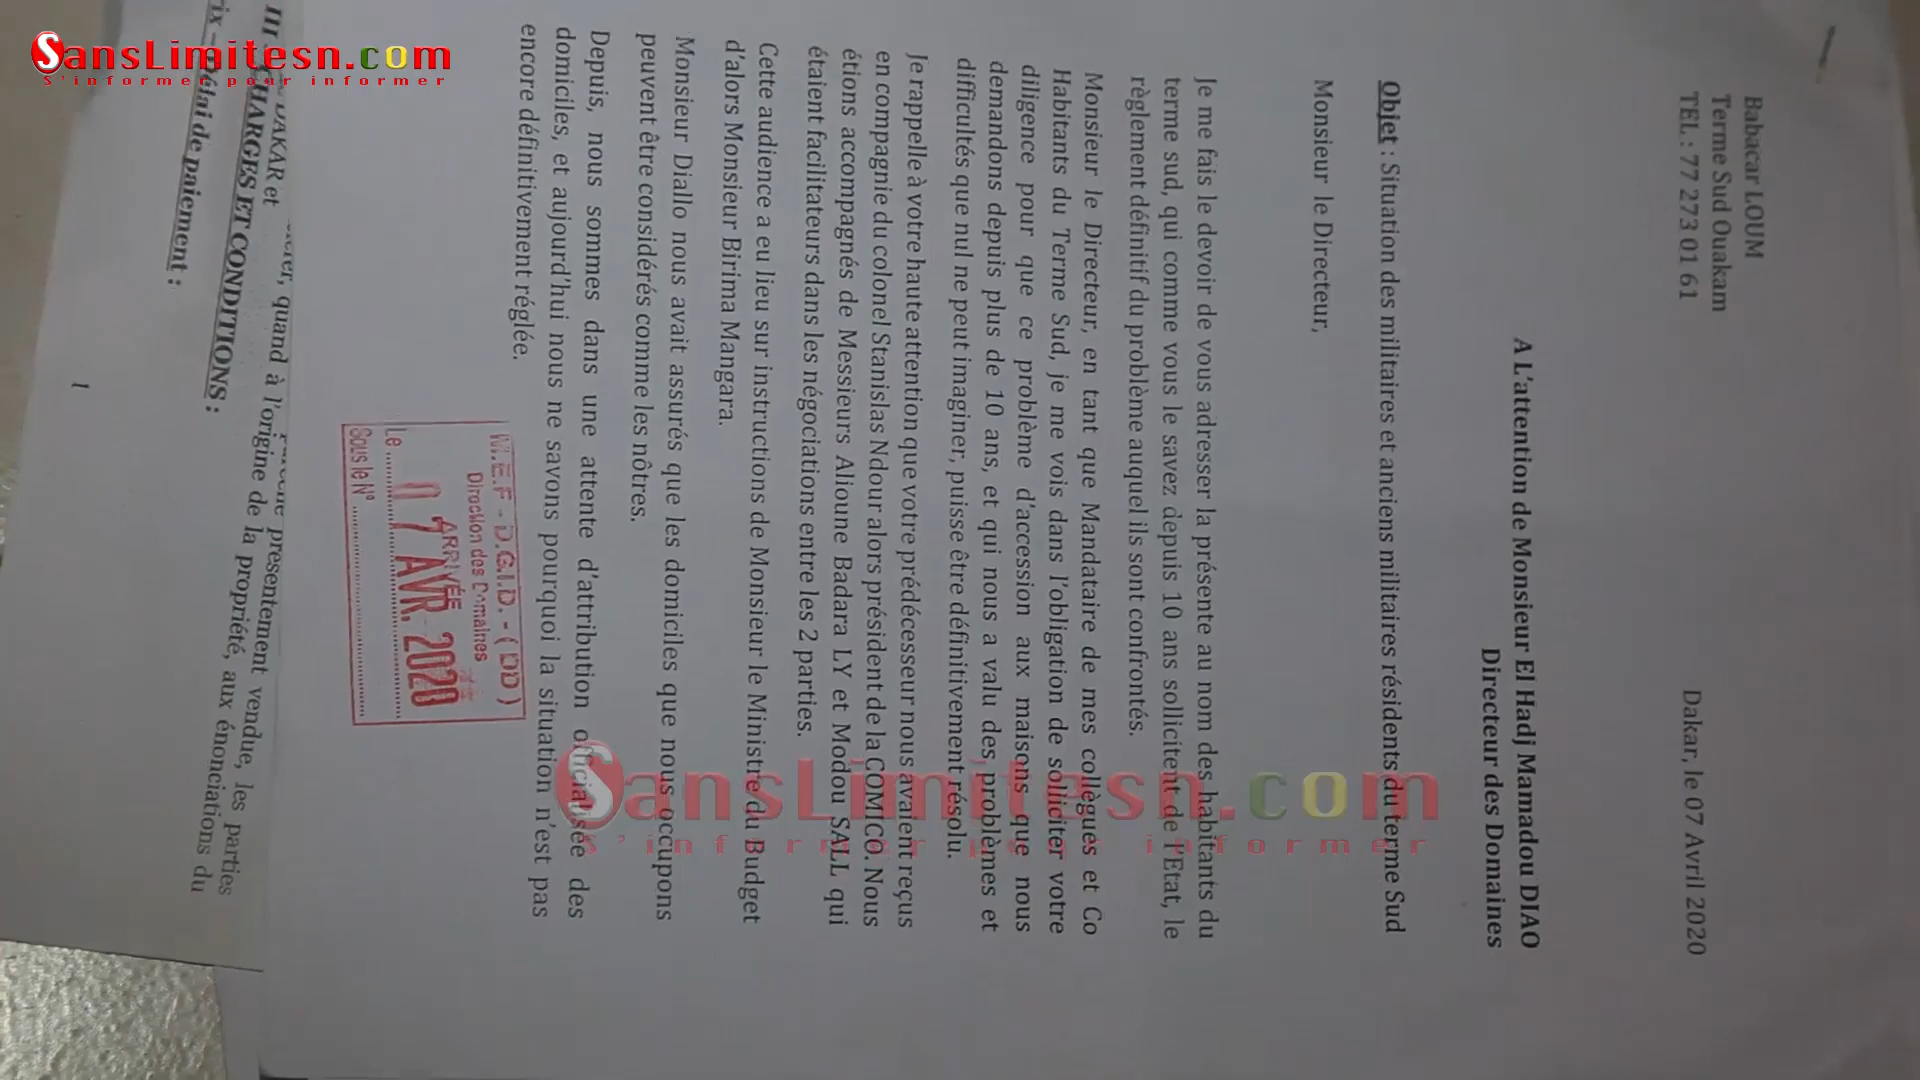 SansLimitesn.com
S'informer pour informer
Babacar LOUM
Terme Sud Ouakam
TEL : 77 273 01 61
Dakar, le 07 Avril 2020
A L'attention de Monsieur El Hadj Mamadou DIAO
Directeur des Domaines
Objet : Situation des militaires et anciens militaires résidents du terme Sud
Monsieur le Directeur,
Je me fais le devoir de vous adresser la présente au nom des habitants du
terme sud, qui comme vous le savez depuis 10 ans sollicitent de l'Etat, le
règlement définitif du problème auquel ils sont confrontés.
Monsieur le Directeur, en tant que Mandataire de mes collègues et Co
Habitants du Terme Sud, je me vois dans l'obligation de solliciter votre
diligence pour que ce problème d'accession aux maisons que nous
demandons depuis plus de 10 ans, et qui nous a valu des problèmes et
difficultés que nul ne peut imaginer, puisse être définitivement résolu.
Je rappelle à votre haute attention que votre prédécesseur nous avaient reçus
en compagnie du colonel Stanislas Ndour alors président de la COMICO. Nous
étions accompagnés de Messieurs Alioune Badara LY et Modou SALL qui
étaient facilitateurs dans les négociations entre les 2 parties.
Cette audience a eu lieu sur instructions de Monsieur le Ministre du Budget
d'alors Monsieur Birima Mangara.
Monsieur Diallo nous avait assurés que les domiciles que nous occupons
peuvent être considérés comme les nôtres.
Depuis, nous sommes dans une attente d'attribution officialisée des
domiciles, et aujourd'hui nous ne savons pourquoi la situation n'est pas
encore définitivement réglée.
M.E.F - D.G.I.D. - ( DD )
Direction des Domaines
ARRIVÉE
Le 07 AVR. 2020
Sous le N°
SansLimitesn.com
présentement vendue, les parties
quand à l'origine de la propriété, aux énonciations du
DAKAR et
III CHARGES ET CONDITIONS :
ix – Délai de paiement :
1